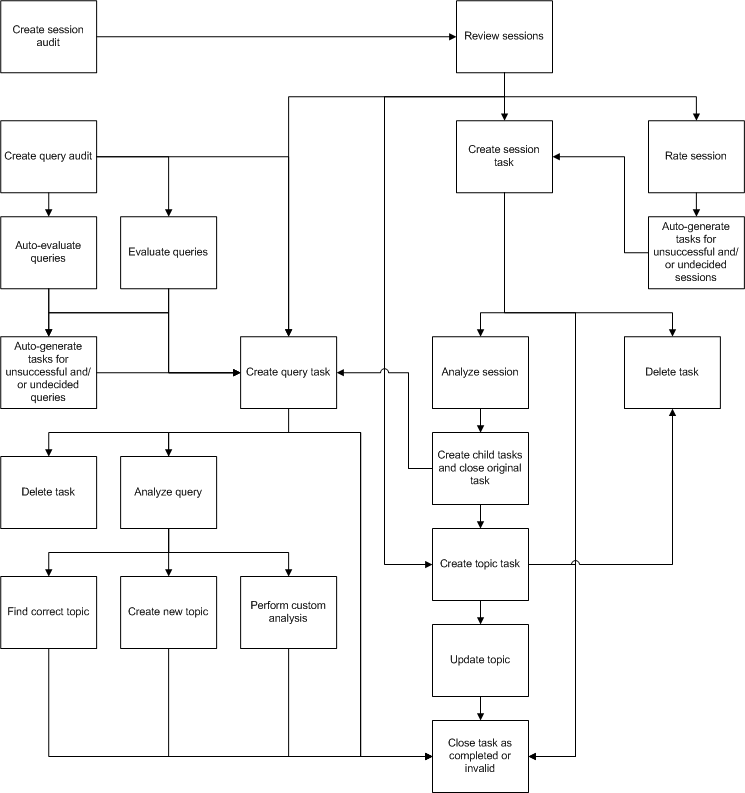 Create session
audit
Review sessions
Create query audit
Create session
task
Rate session
Auto-evaluate
queries
Evaluate queries
Auto-generate
tasks for
unsuccessful and/
or undecided
sessions
Auto-generate
tasks for
unsuccessful and/
or undecided
queries
Create query task
Analyze session
Delete task
Create child tasks
and close original
task
Delete task
Analyze query
Create topic task
Find correct topic
Create new topic
Perform custom
analysis
Update topic
Close task as
completed or
invalid